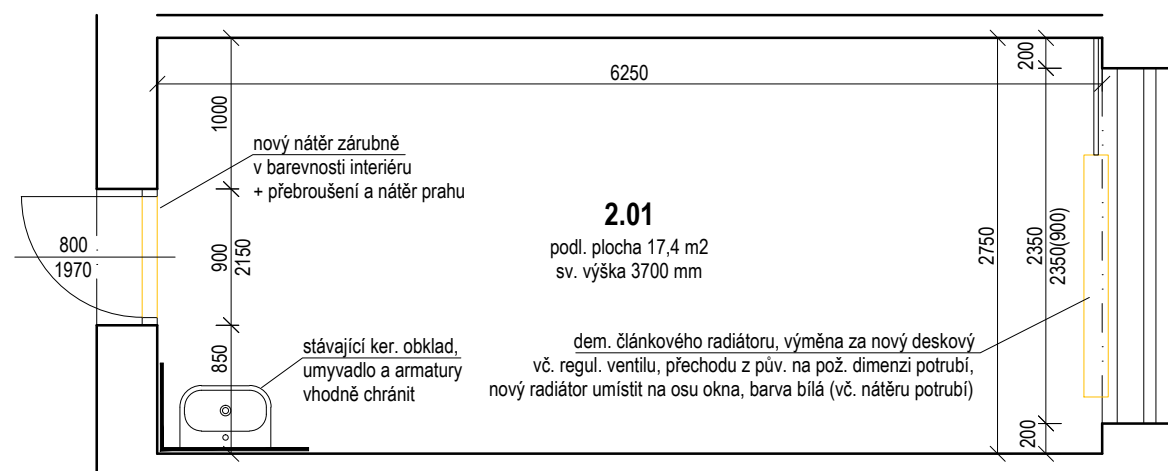 200
6250
1000
nový nátěr zárubně
v barevnosti interiéru
+ přebroušení a nátěr prahu
2.01
podl. plocha 17,4 m2
sv. výška 3700 mm
800
1970
900
2150
2750
2350
2350(900)
stávající ker. obklad,
umyvadlo a armatury
vhodně chránit
850
dem. článkového radiátoru, výměna za nový deskový
vč. regul. ventilu, přechodu z pův. na pož. dimenzi potrubí,
nový radiátor umístit na osu okna, barva bílá (vč. nátěru potrubí)
200